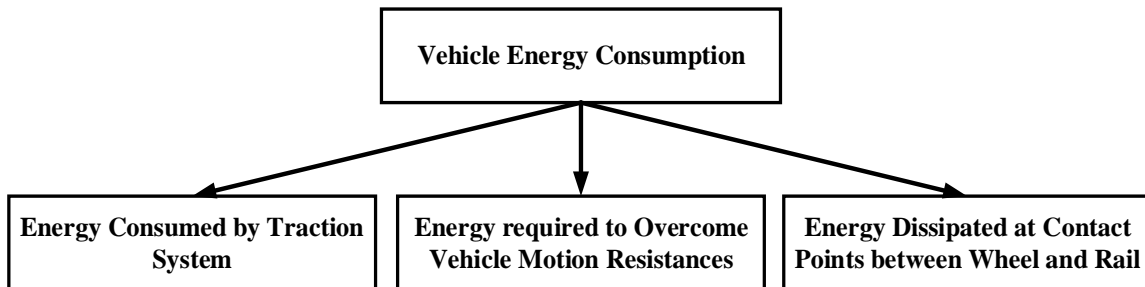 Vehicle Energy Consumption
Energy Consumed by Traction
System
Energy required to Overcome
Vehicle Motion Resistances
Energy Dissipated at Contact
Points between Wheel and Rail